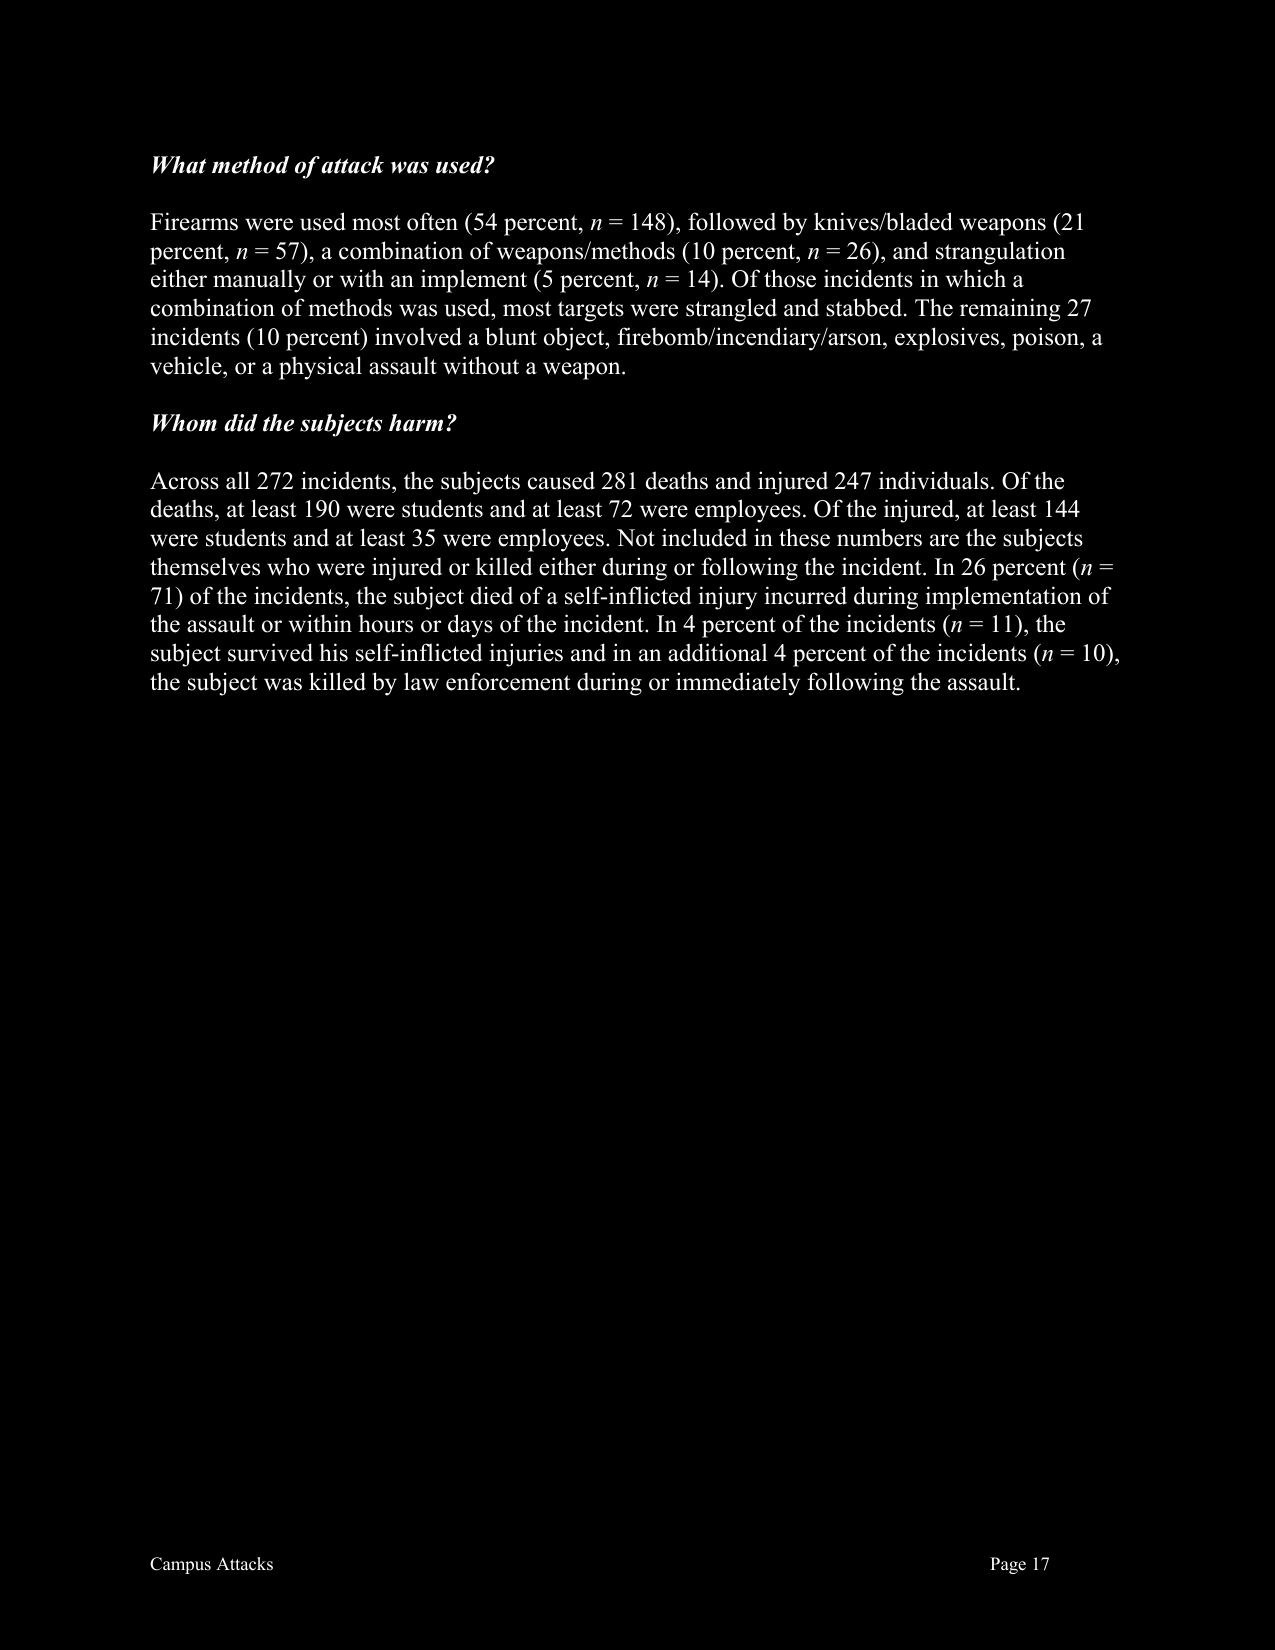 What method of attack was used?
Firearms were used most often (54 percent, n = 148), followed by knives/bladed weapons (21
percent, n = 57), a combination of weapons/methods (10 percent, n = 26), and strangulation
either manually or with an implement (5 percent, n = 14). Of those incidents in which a
combination of methods was used, most targets were strangled and stabbed. The remaining 27
incidents (10 percent) involved a blunt object, firebomb/incendiary/arson, explosives, poison, a
vehicle, or a physical assault without a weapon.
Whom did the subjects harm?
Across all 272 incidents, the subjects caused 281 deaths and injured 247 individuals. Of the
deaths, at least 190 were students and at least 72 were employees. Of the injured, at least 144
were students and at least 35 were employees. Not included in these numbers are the subjects
themselves who were injured or killed either during or following the incident. In 26 percent (n =
71) of the incidents, the subject died of a self-inflicted injury incurred during implementation of
the assault or within hours or days of the incident. In 4 percent of the incidents (n = 11), the
subject survived his self-inflicted injuries and in an additional 4 percent of the incidents (n = 10),
the subject was killed by law enforcement during or immediately following the assault.
Campus Attacks
Page 17